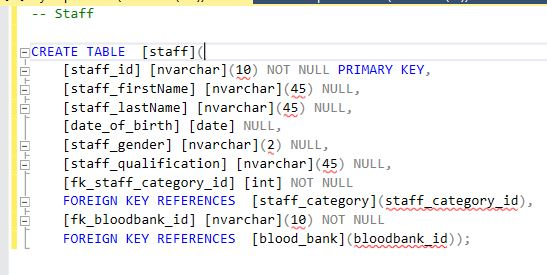 -- Staff
CREATE TABLE  [staff](
[staff_id] [nvarchar](10) NOT NULL PRIMARY KEY,
[staff_firstName] [nvarchar](45) NULL,
[staff_lastName] [nvarchar](45) NULL,
[date_of_birth] [date] NULL,
[staff_gender] [nvarchar](2) NULL,
[staff_qualification] [nvarchar](45) NULL,
[fk_staff_category_id] [int] NOT NULL
FOREIGN KEY REFERENCES  [staff_category](staff_category_id),
[fk_bloodbank_id] [nvarchar](10) NOT NULL
FOREIGN KEY REFERENCES  [blood_bank](bloodbank_id));